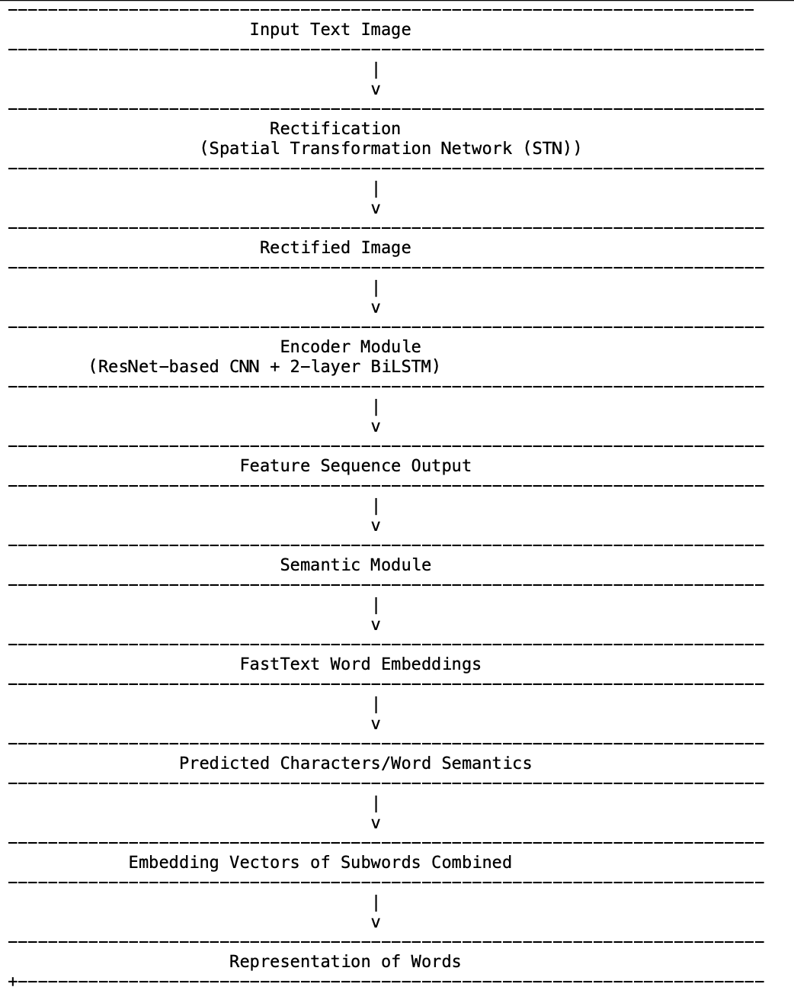 Input Text Image
|
v
Rectification
(Spatial Transformation Network (STN))
|
v
Rectified Image
|
v
Encoder Module
(ResNet-based CNN + 2-layer BiLSTM)
|
v
Feature Sequence Output
|
v
Semantic Module
|
v
FastText Word Embeddings
|
v
Predicted Characters/Word Semantics
|
v
Embedding Vectors of Subwords Combined
|
v
Representation of Words